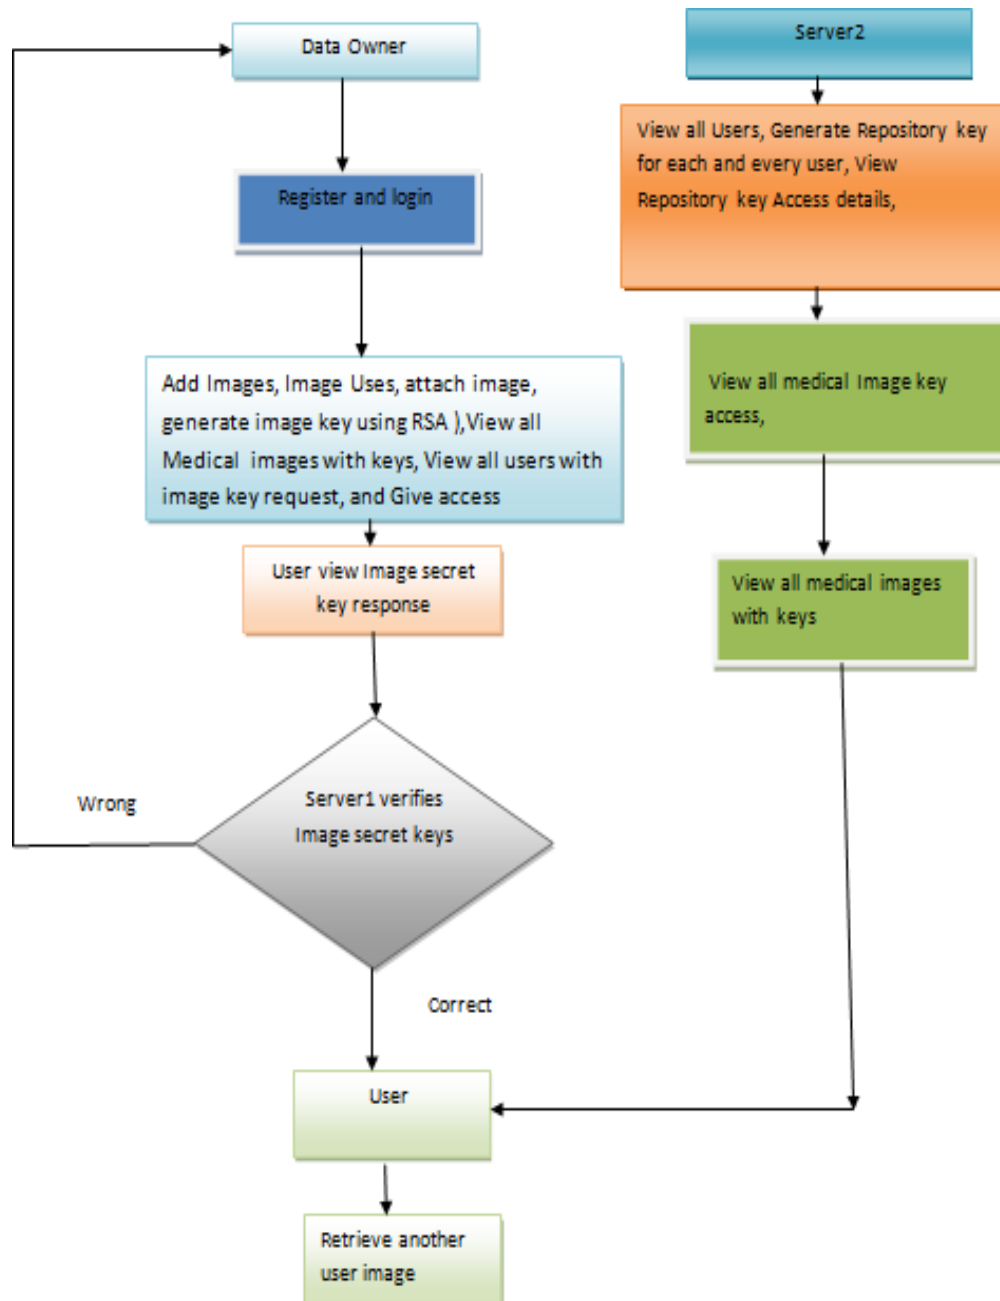 Data Owner
Register and login
Add Images, Image Uses, attach image,
generate image key using RSA ),View all
Medical images with keys, View all users with
image key request, and Give access
User view Image secret
key response
Server1 verifies
Image secret keys
Wrong
Correct
User
Retrieve another
user image
Server2
View all Users, Generate Repository key
for each and every user, View
Repository key Access details,
View all medical Image key
access,
View all medical images
with keys